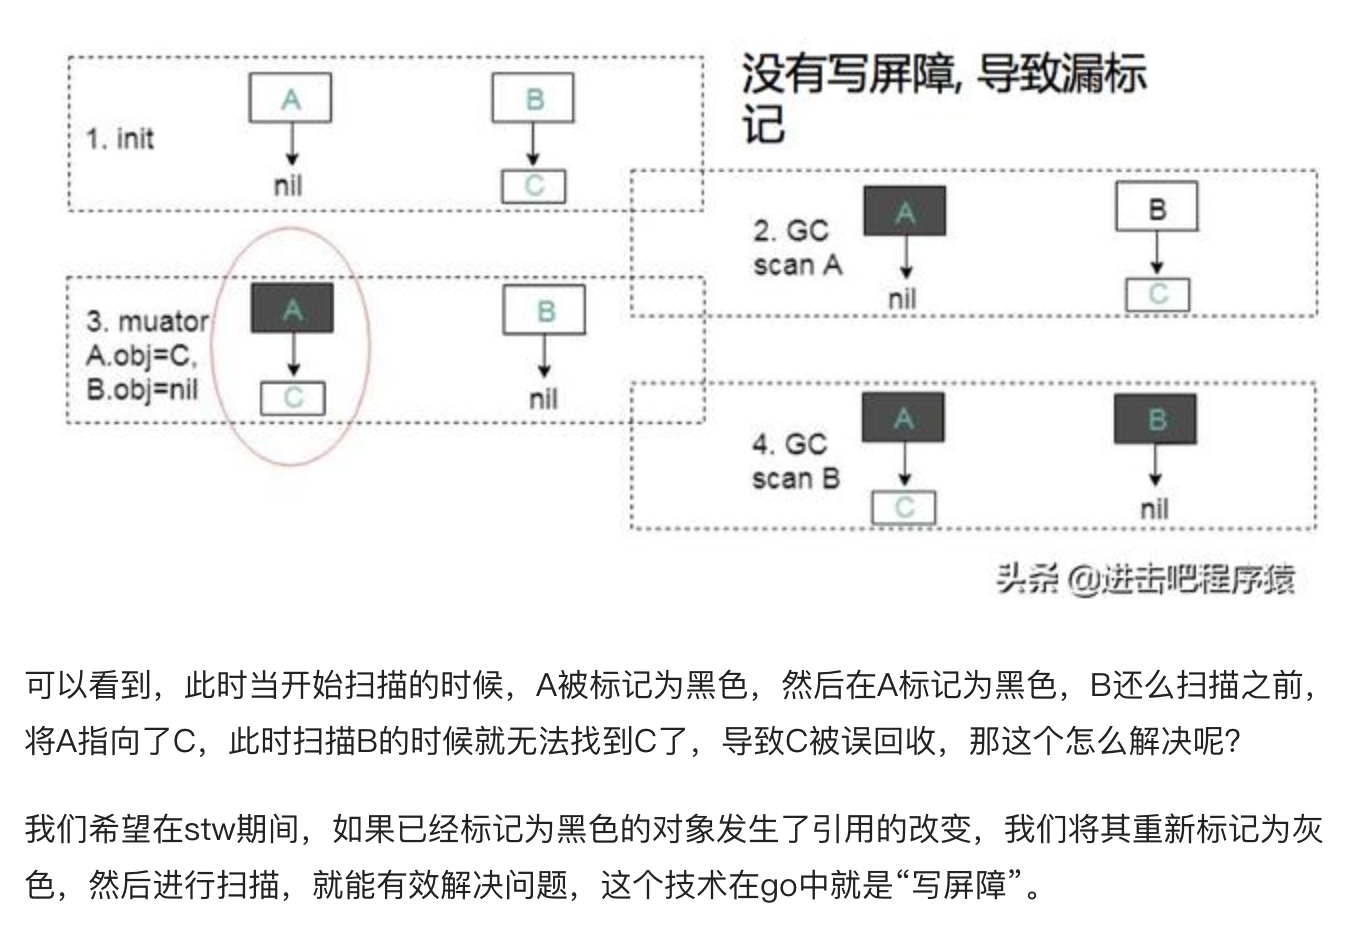 没有写屏障, 导致漏标
记
1. init
A
B
nil
C
2. GC
scan A
A
B
nil
C
3. muator
A.obj=C,
B.obj=nil
A
B
C
nil
4. GC
scan B
A
B
C
nil
头条 @进击吧程序猿
可以看到，此时当开始扫描的时候，A被标记为黑色，然后在A标记为黑色，B还么扫描之前，
将A指向了C，此时扫描B的时候就无法找到C了，导致C被误回收，那这个怎么解决呢？
我们希望在stw期间，如果已经标记为黑色的对象发生了引用的改变，我们将其重新标记为灰
色，然后进行扫描，就能有效解决问题，这个技术在go中就是“写屏障”。